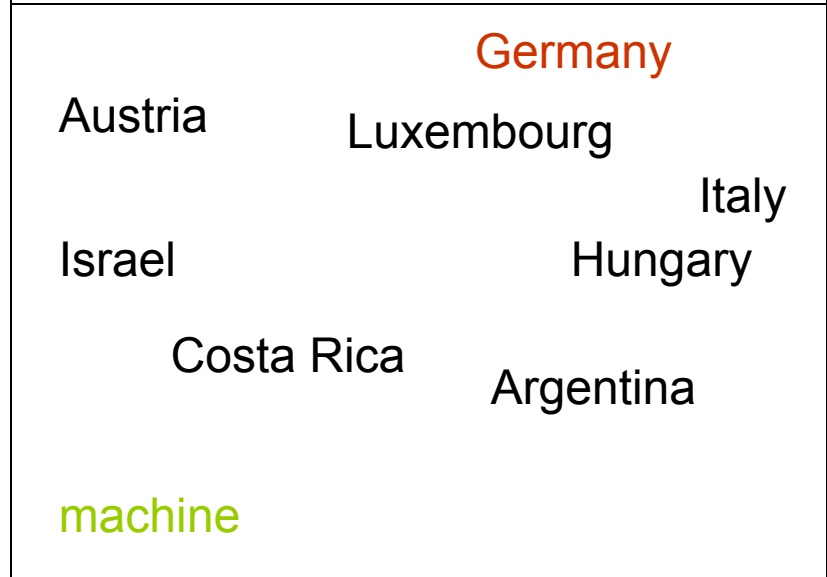 Germany
Austria
Luxembourg
Italy
Israel
Hungary
Costa Rica
Argentina
machine